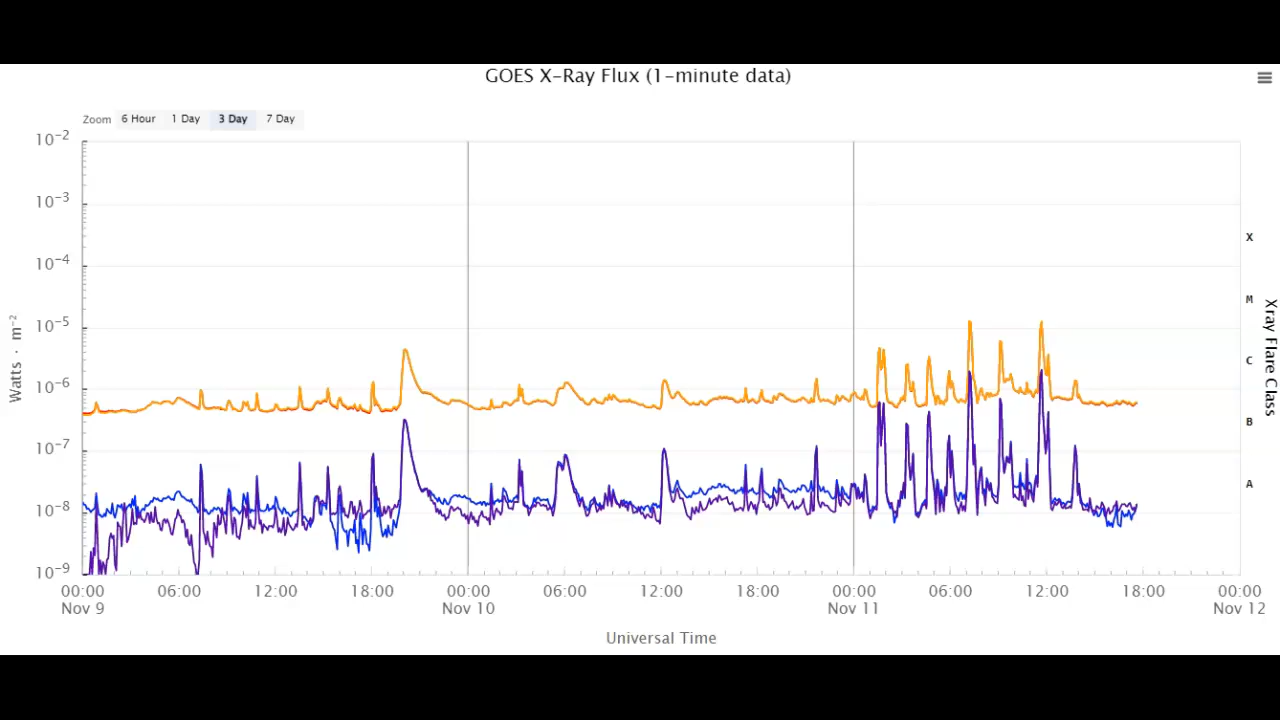 GOES X-Ray Flux (1-minute data)
Zoom 6 Hour 1 Day 3 Day 7 Day
10⁻²
10⁻³
10⁻⁴
10⁻⁵
10⁻⁶
10⁻⁷
10⁻⁸
10⁻⁹
Watts · m⁻²
X
M
C
B
A
Xray Flare Class
00:00 06:00 12:00 18:00 00:00 06:00 12:00 18:00 00:00 06:00 12:00 18:00 00:00
Nov 9 Nov 10 Nov 11 Nov 12
Universal Time